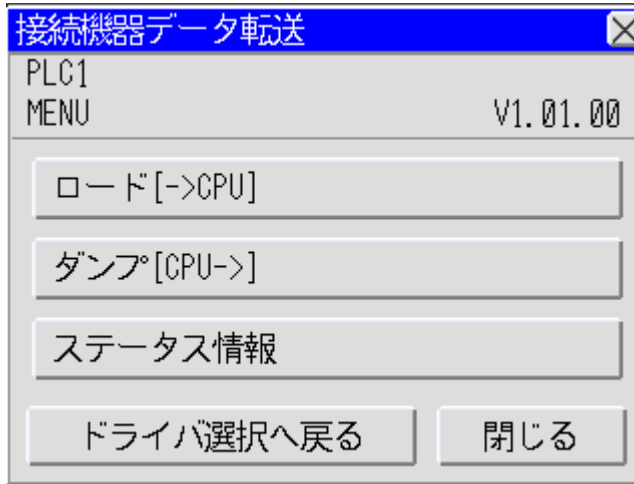 接続機器データ転送
PLC1
MENU V1.01.00
ロード[->CPU]
ダンプ[CPU->]
ステータス情報
ドライバ選択へ戻る 閉じる